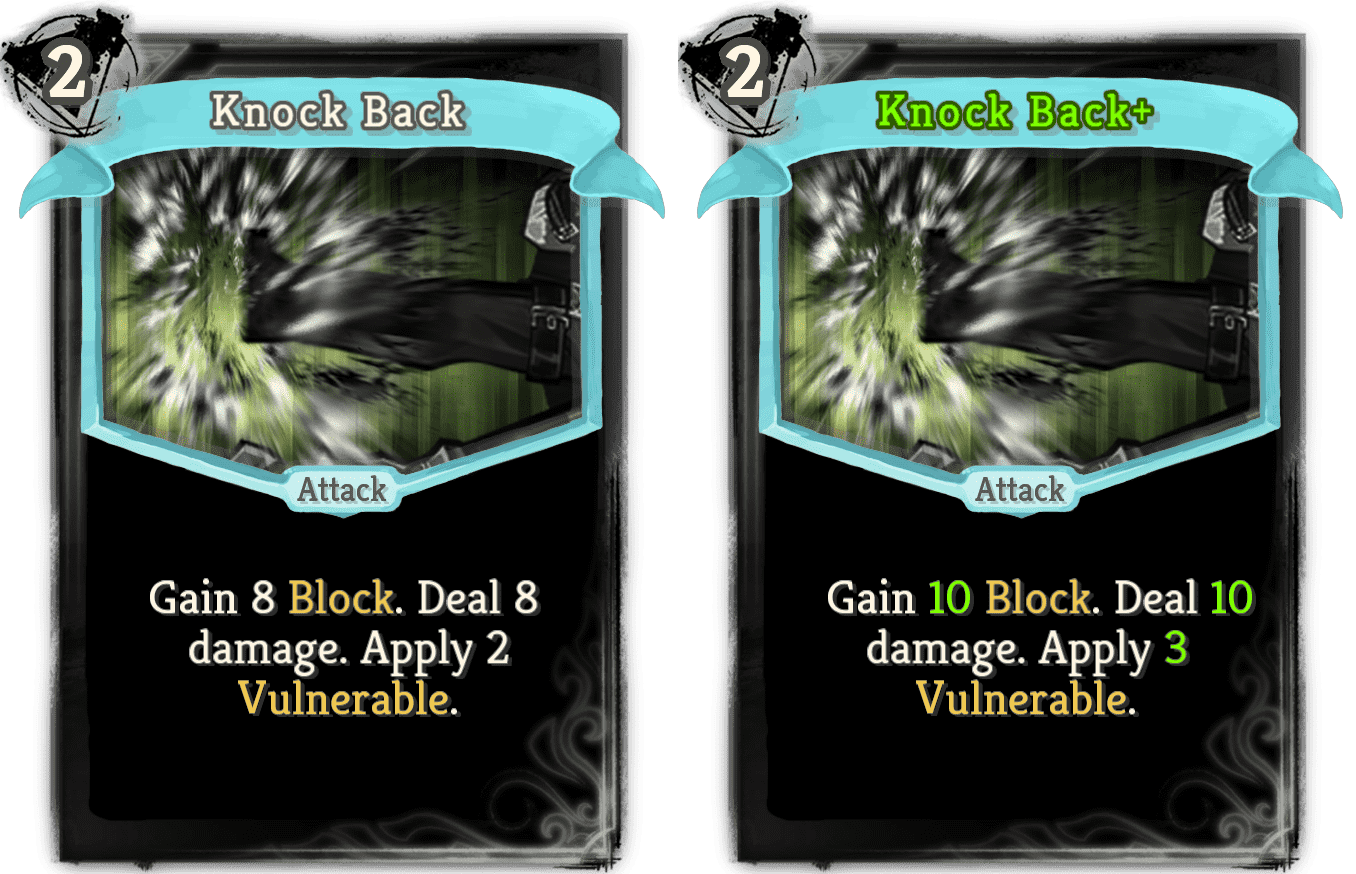 2
Knock Back
Attack
Gain 8 Block. Deal 8
damage. Apply 2
Vulnerable.
2
Knock Back+
Attack
Gain 10 Block. Deal 10
damage. Apply 3
Vulnerable.